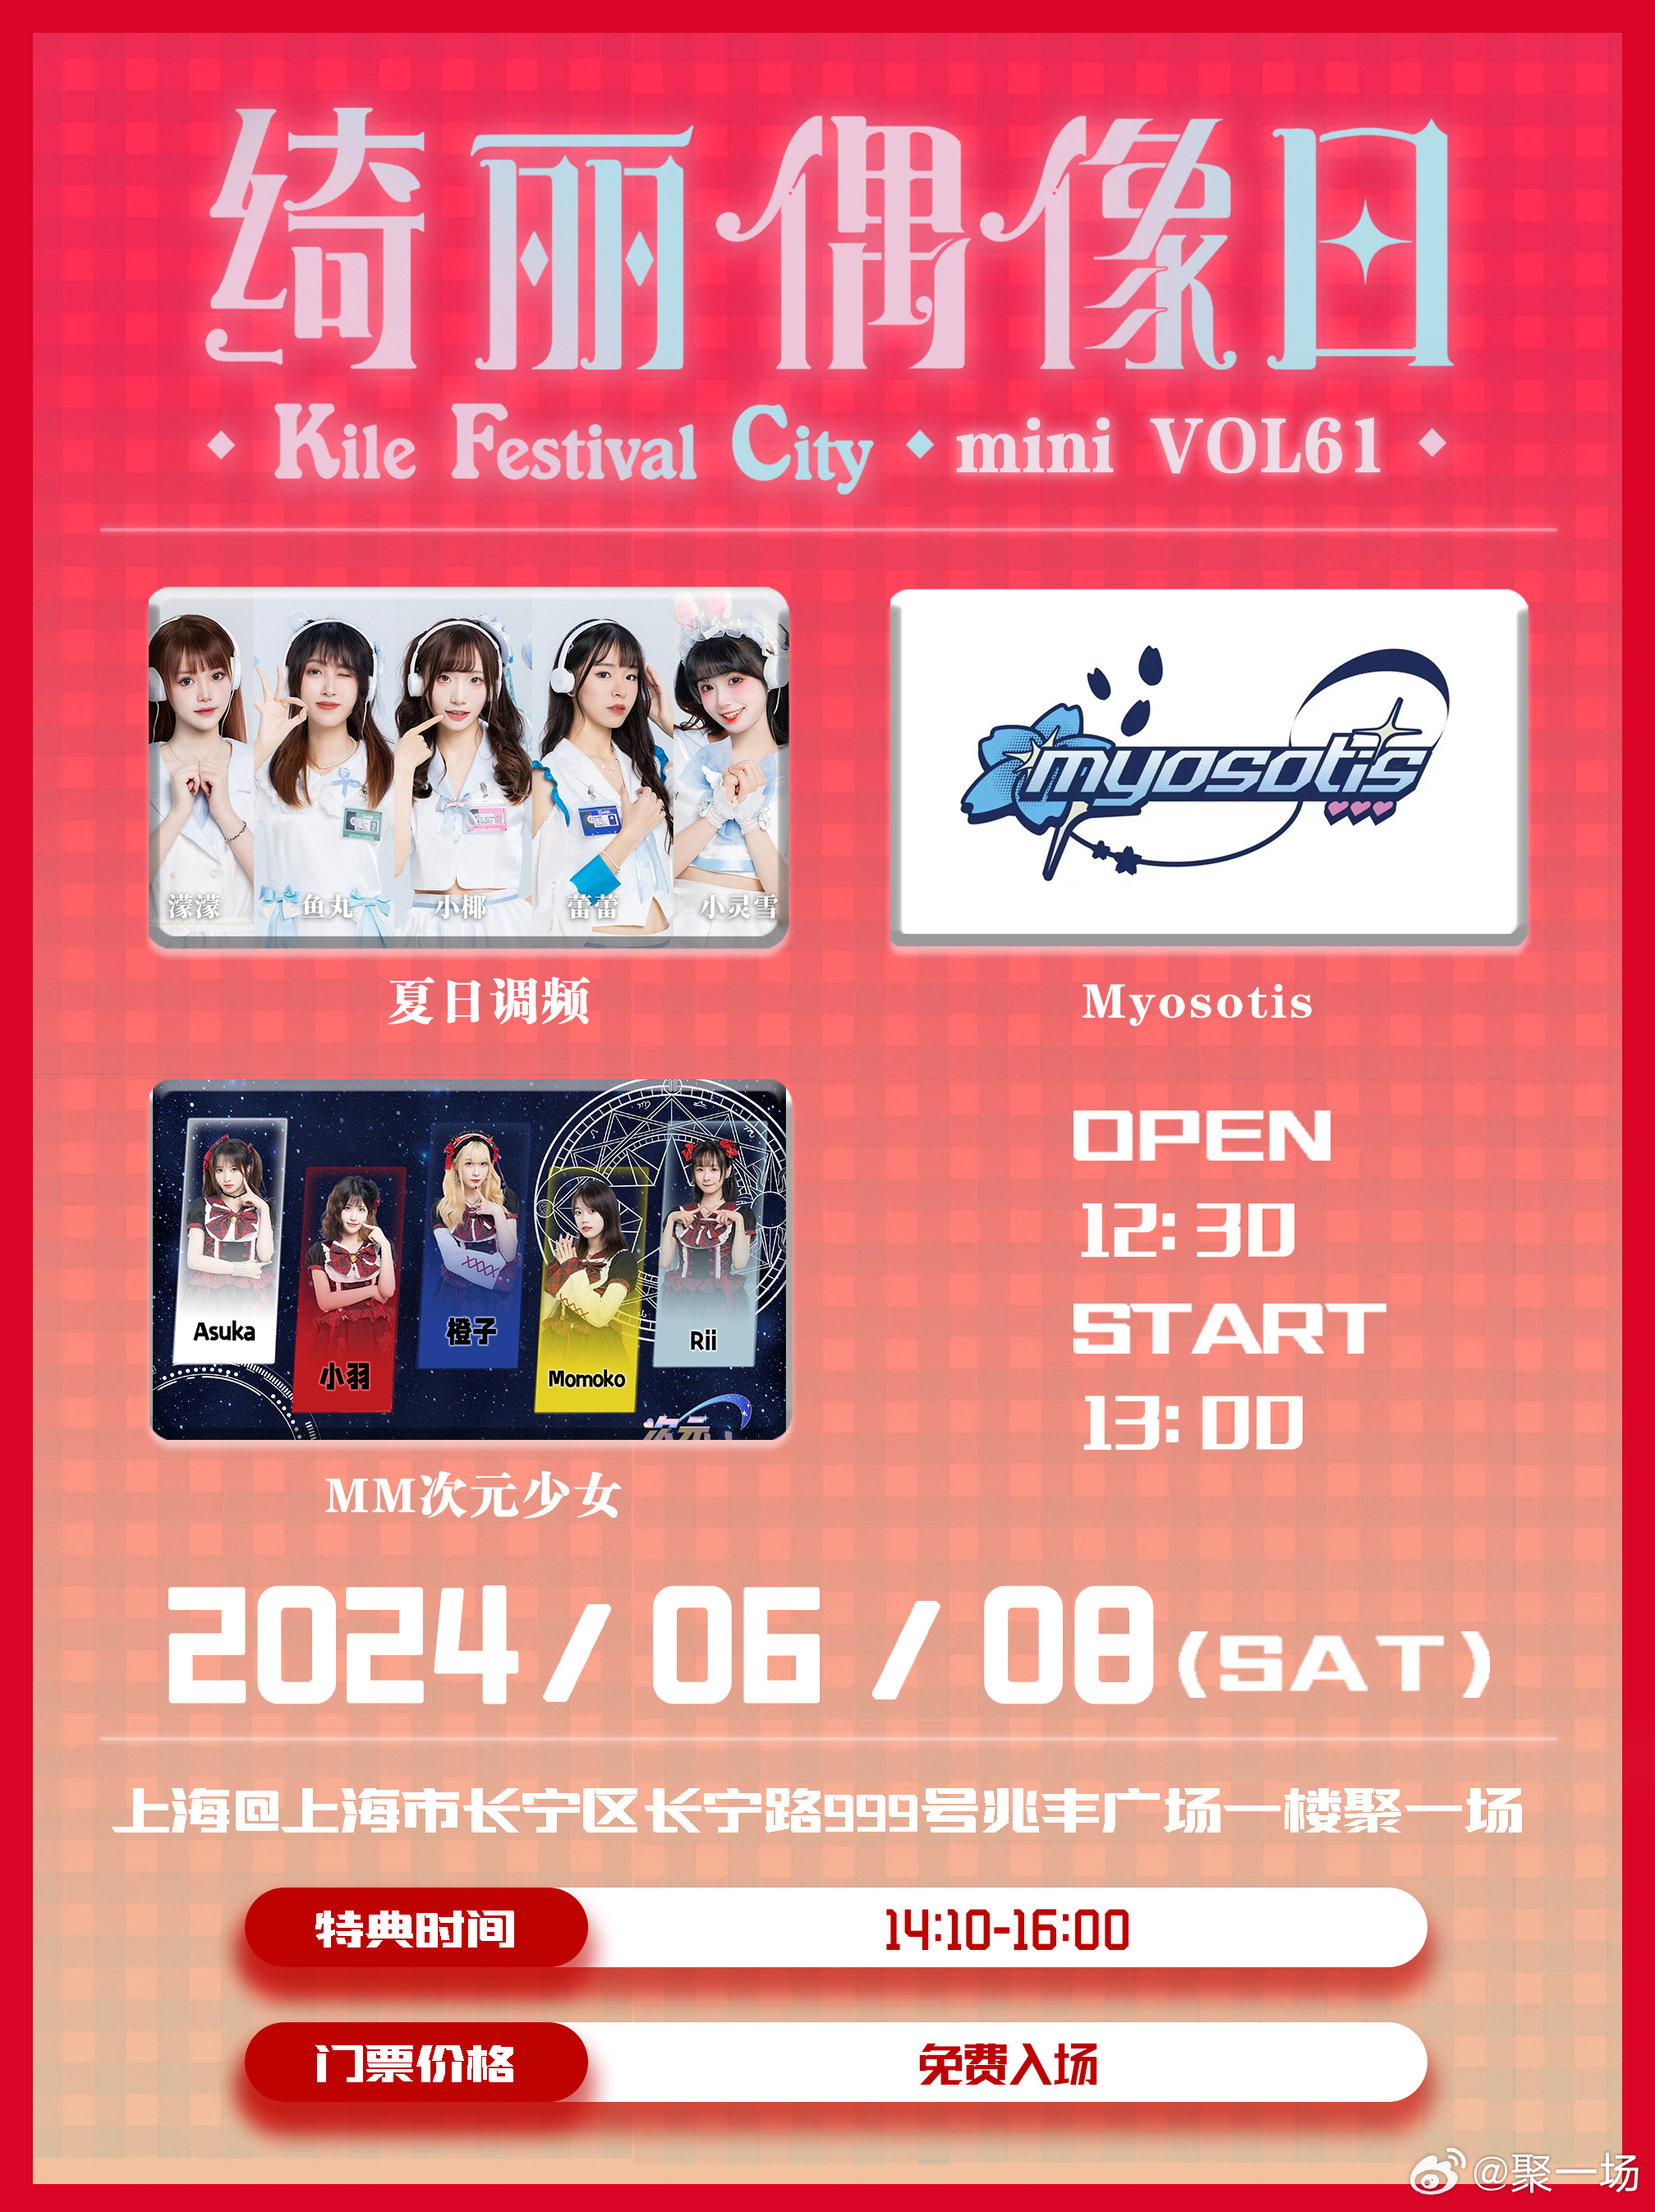 绮丽偶像日
Kile Festival City mini VOL61
濛濛 鱼丸 小椰 蕾蕾 小灵雪
myosotis
夏日调频
Myosotis
Asuka 小羽 橙子 Momoko Rii
次元
MM次元少女
OPEN
12:30
START
13:00
2024/06/08(SAT)
上海@上海市长宁区长宁路999号兆丰广场一楼聚一场
特典时间 14:10-16:00
门票价格 免费入场
@聚一场